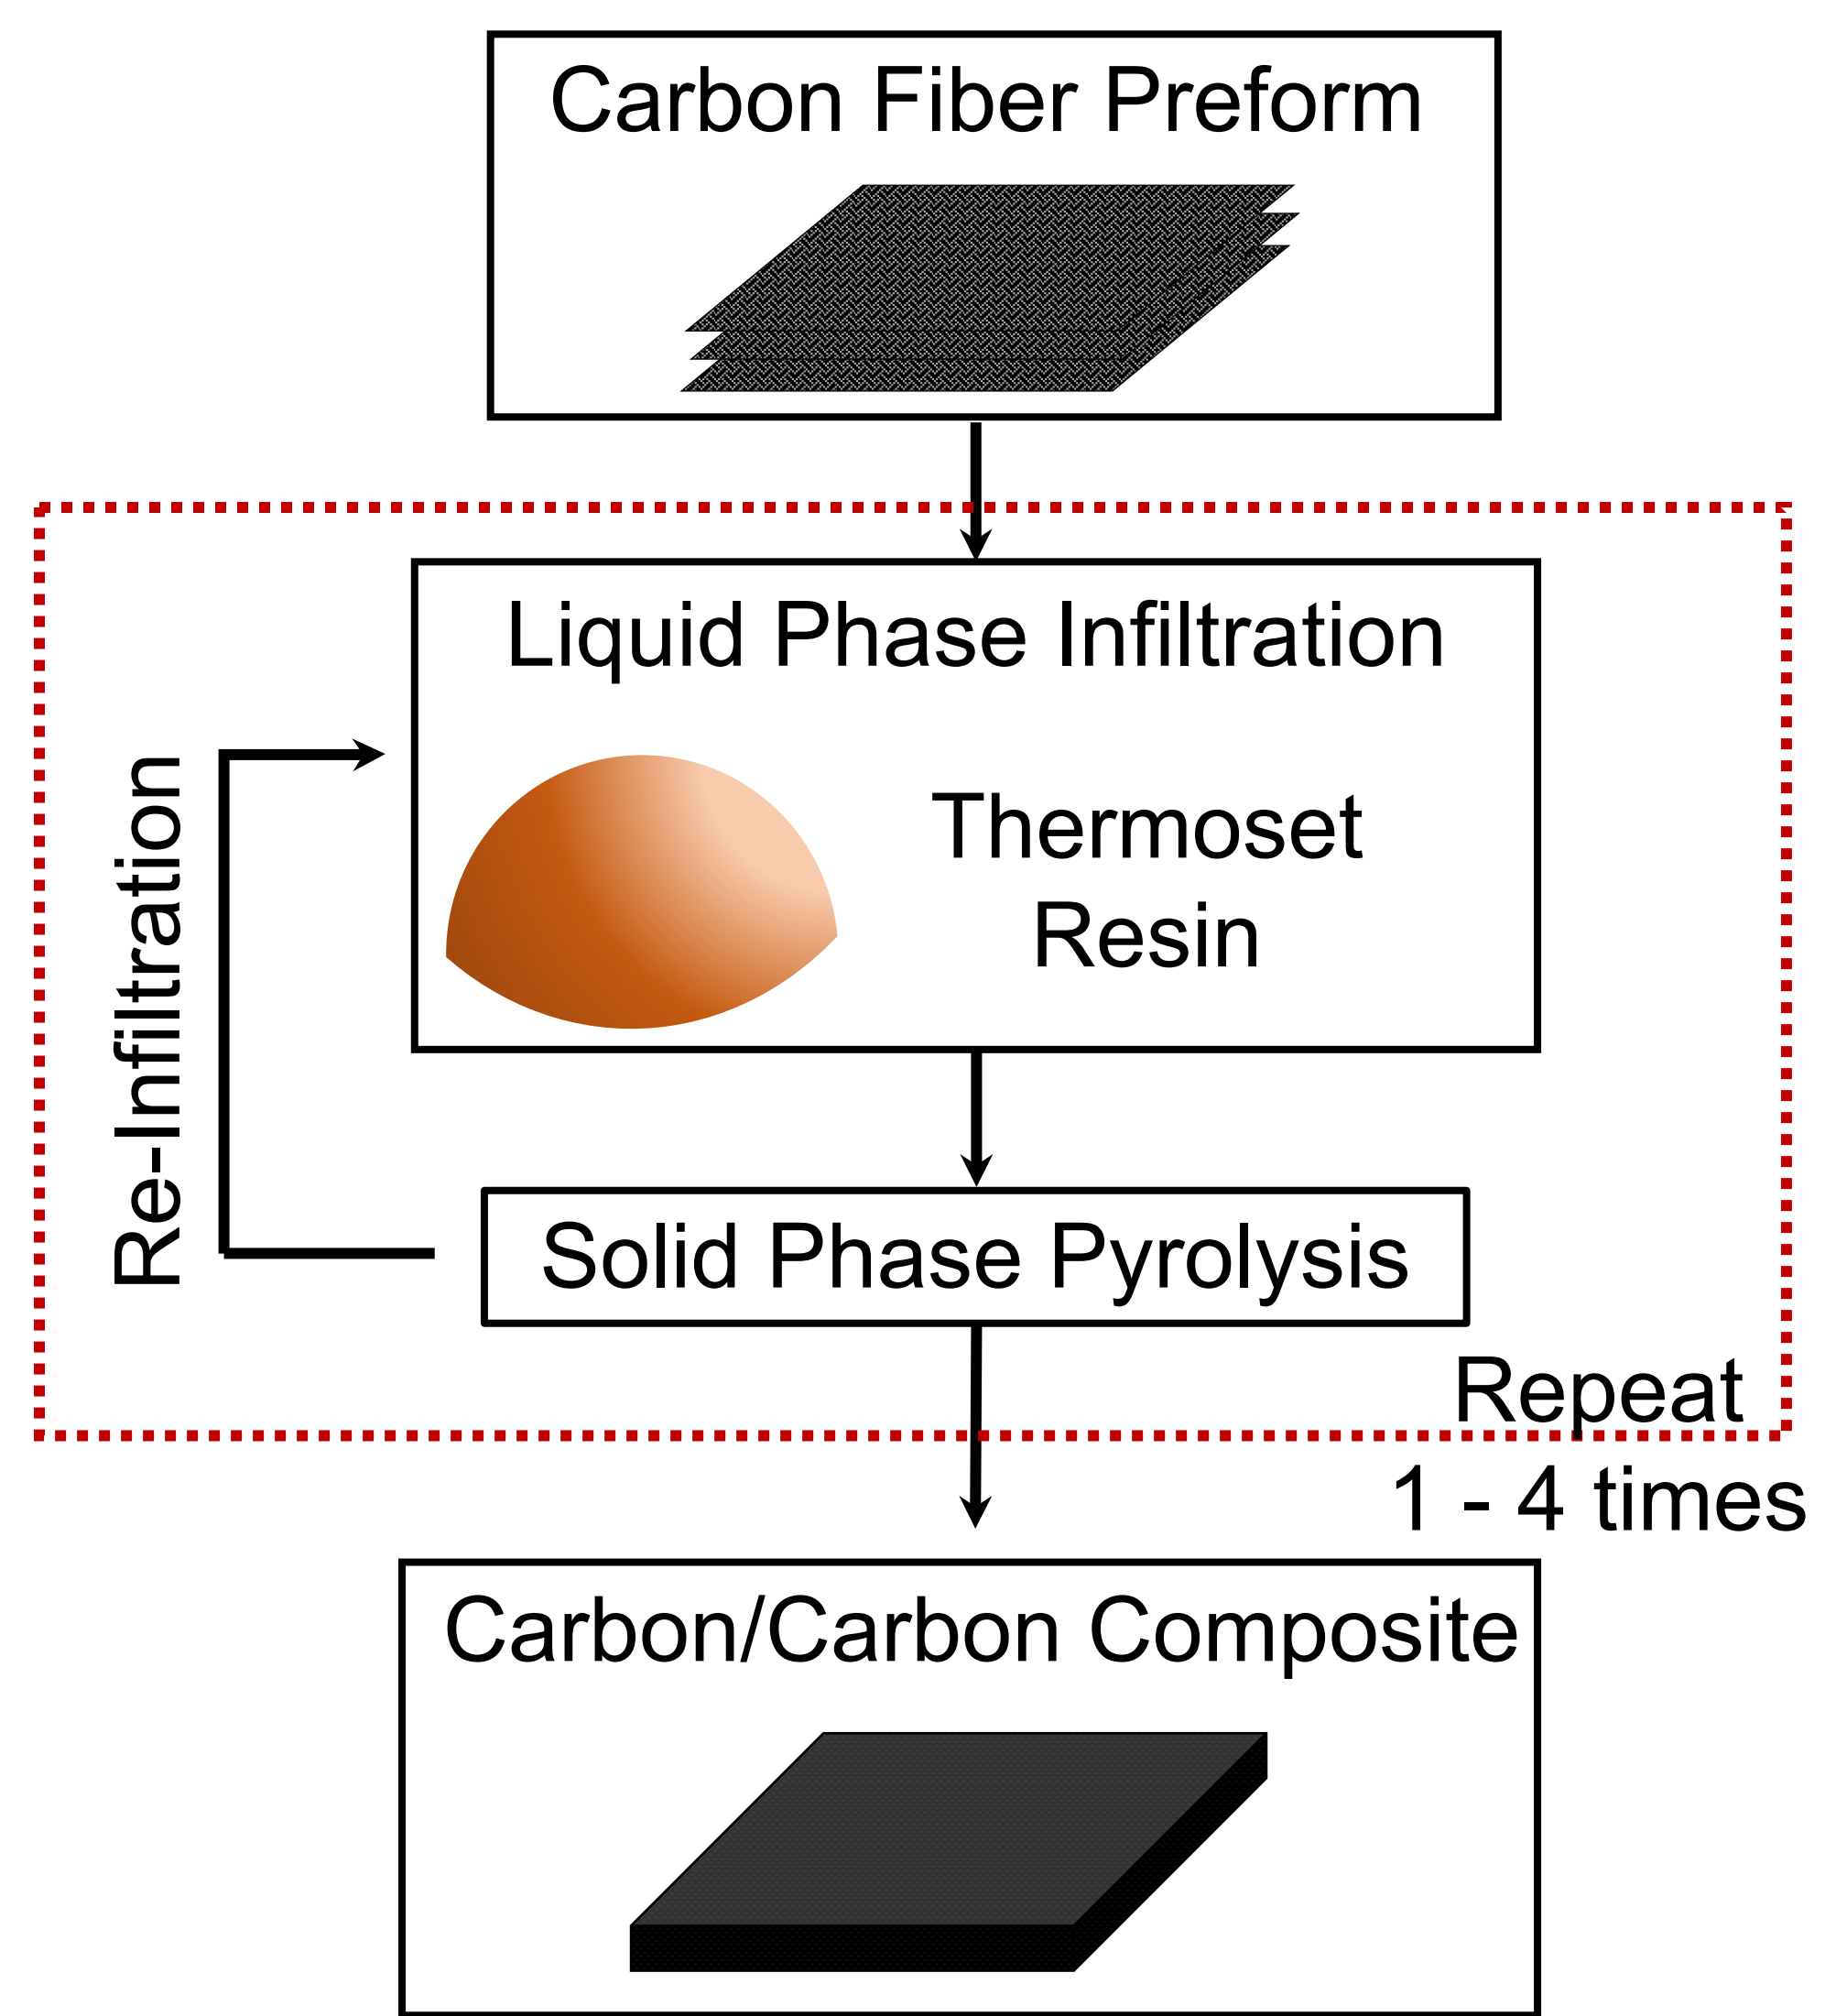 Carbon Fiber Preform
Liquid Phase Infiltration
Thermoset
Resin
Re-Infiltration
Solid Phase Pyrolysis
Repeat
1 - 4 times
Carbon/Carbon Composite